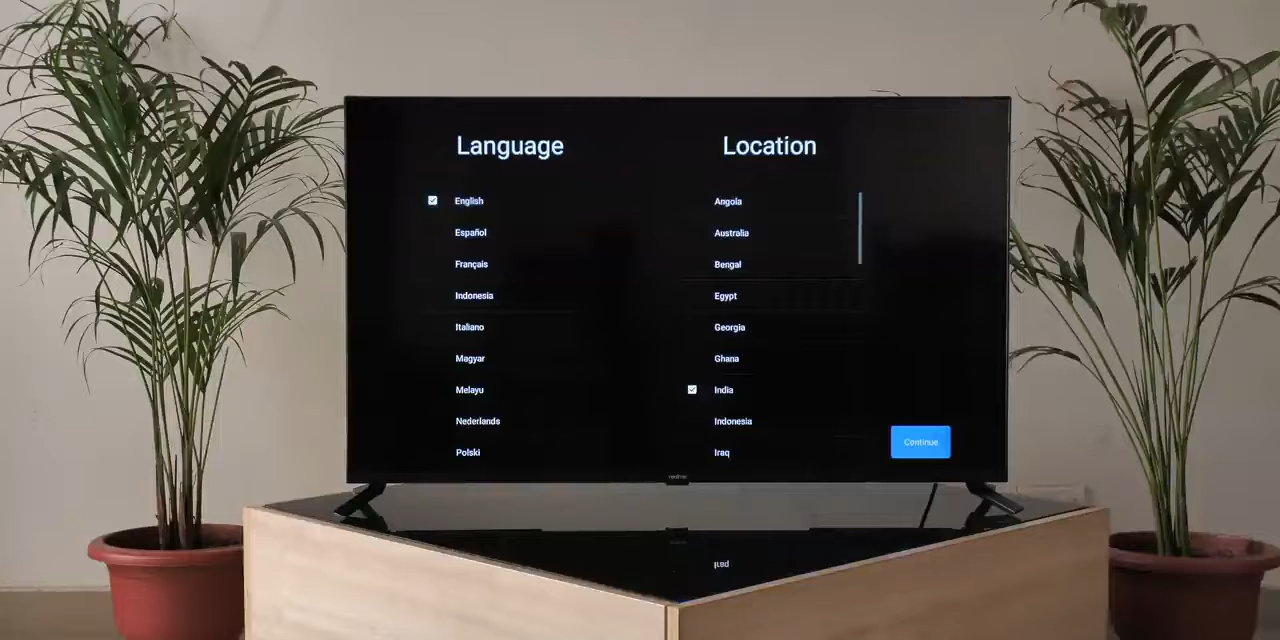 Language
English
Español
Français
Indonesia
Italiano
Magyar
Melayu
Nederlands
Polski
Location
Angola
Australia
Bengal
Egypt
Georgia
Ghana
India
Indonesia
Iraq
Continue
realme